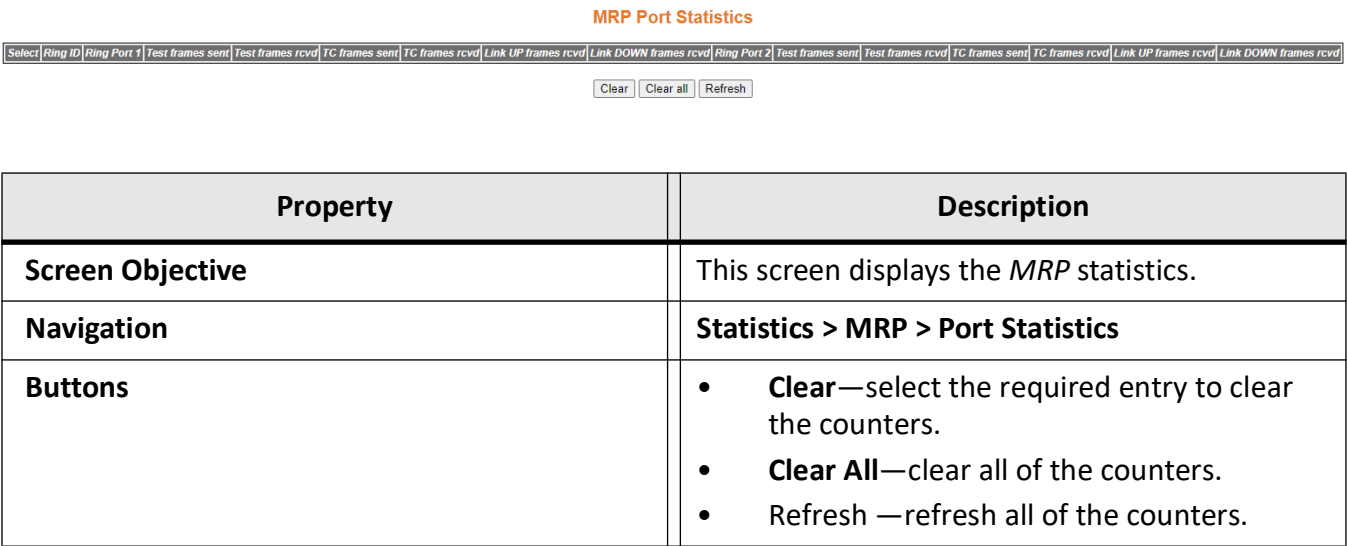 MRP Port Statistics
Select Ring ID Ring Port 1 Test frames sent Test frames rcvd TC frames sent TC frames rcvd Link UP frames rcvd Link DOWN frames rcvd Ring Port 2 Test frames sent Test frames rcvd TC frames sent TC frames rcvd Link UP frames rcvd Link DOWN frames rcvd
Clear Clear all Refresh
Property Description
Screen Objective This screen displays the MRP statistics.
Navigation Statistics > MRP > Port Statistics
Buttons • Clear—select the required entry to clear
the counters.
• Clear All—clear all of the counters.
• Refresh —refresh all of the counters.